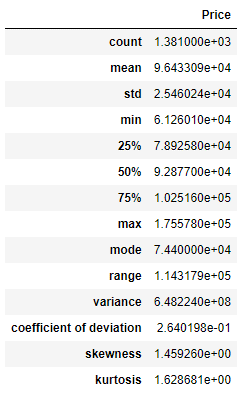 Price
count 1.381000e+03
mean 9.643309e+04
std 2.546024e+04
min 6.126010e+04
25% 7.892580e+04
50% 9.287700e+04
75% 1.025160e+05
max 1.755780e+05
mode 7.440000e+04
range 1.143179e+05
variance 6.482240e+08
coefficient of deviation 2.640198e-01
skewness 1.459260e+00
kurtosis 1.628681e+00